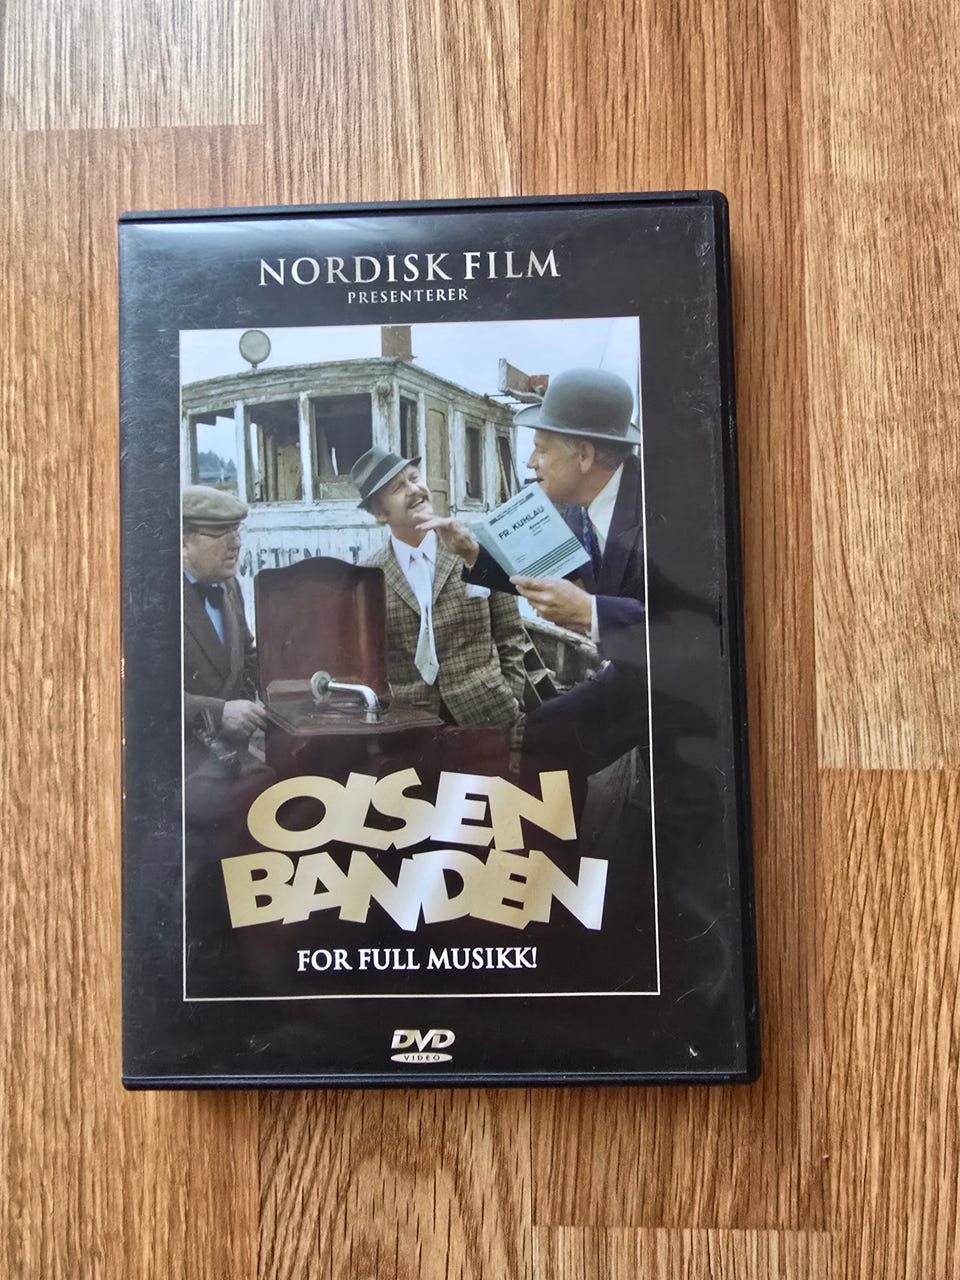 NORDISK FILM
PRESENTERER
FR. KUHLAU
OLSEN
BANDEN
FOR FULL MUSIKK!
DVD
VIDEO